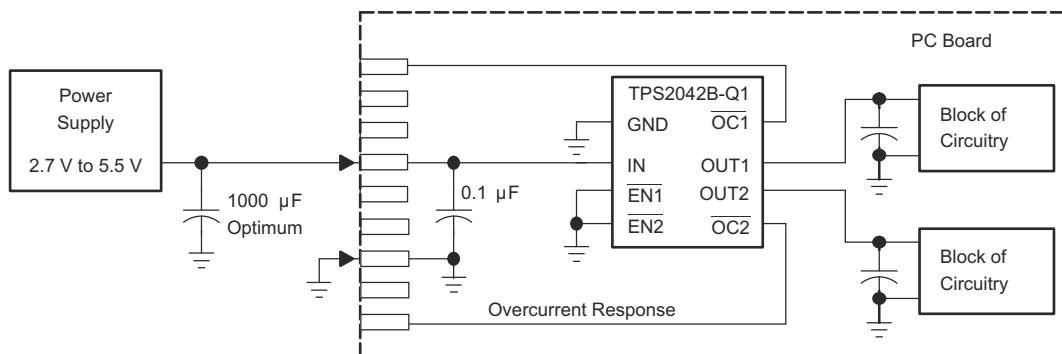 PC Board
Power
Supply
2.7 V to 5.5 V
1000 µF
Optimum
0.1 µF
TPS2042B-Q1
GND
OC1
IN
OUT1
EN1
OUT2
EN2
OC2
Block of
Circuitry
Block of
Circuitry
Overcurrent Response